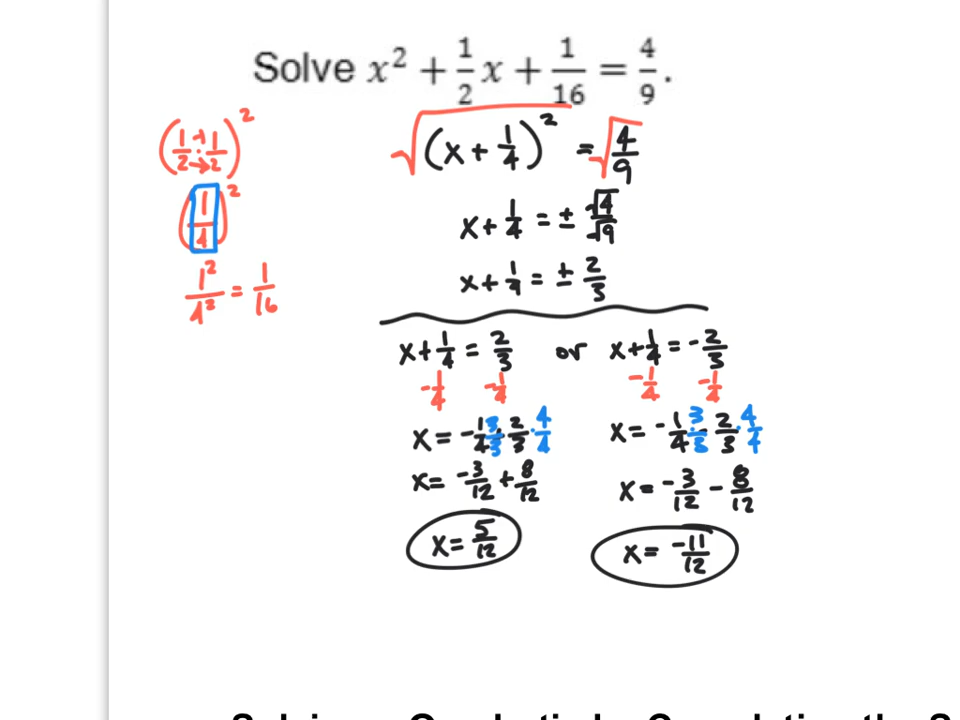 Solve x² + 1/2 x + 1/16 = 4/9.
(1/2 · 1/2)²
√(x + 1/4)² = √4/9
(1/4)²
x + 1/4 = ± √4/√9
1²/4² = 1/16
x + 1/4 = ± 2/3
x + 1/4 = 2/3 or x + 1/4 = -2/3
-1/4 -1/4 -1/4 -1/4
x = -1/4 · 3/3 + 2/3 · 4/4 x = -1/4 · 3/3 - 2/3 · 4/4
x = -3/12 + 8/12 x = -3/12 - 8/12
x = 5/12 x = -11/12